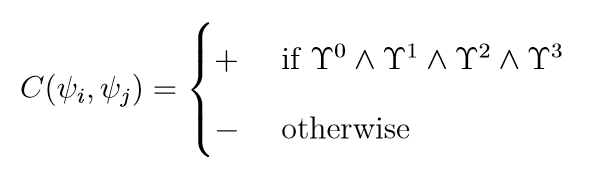 C(ψ_i, ψ_j) = { + if ϒ^0 ∧ ϒ^1 ∧ ϒ^2 ∧ ϒ^3
− otherwise